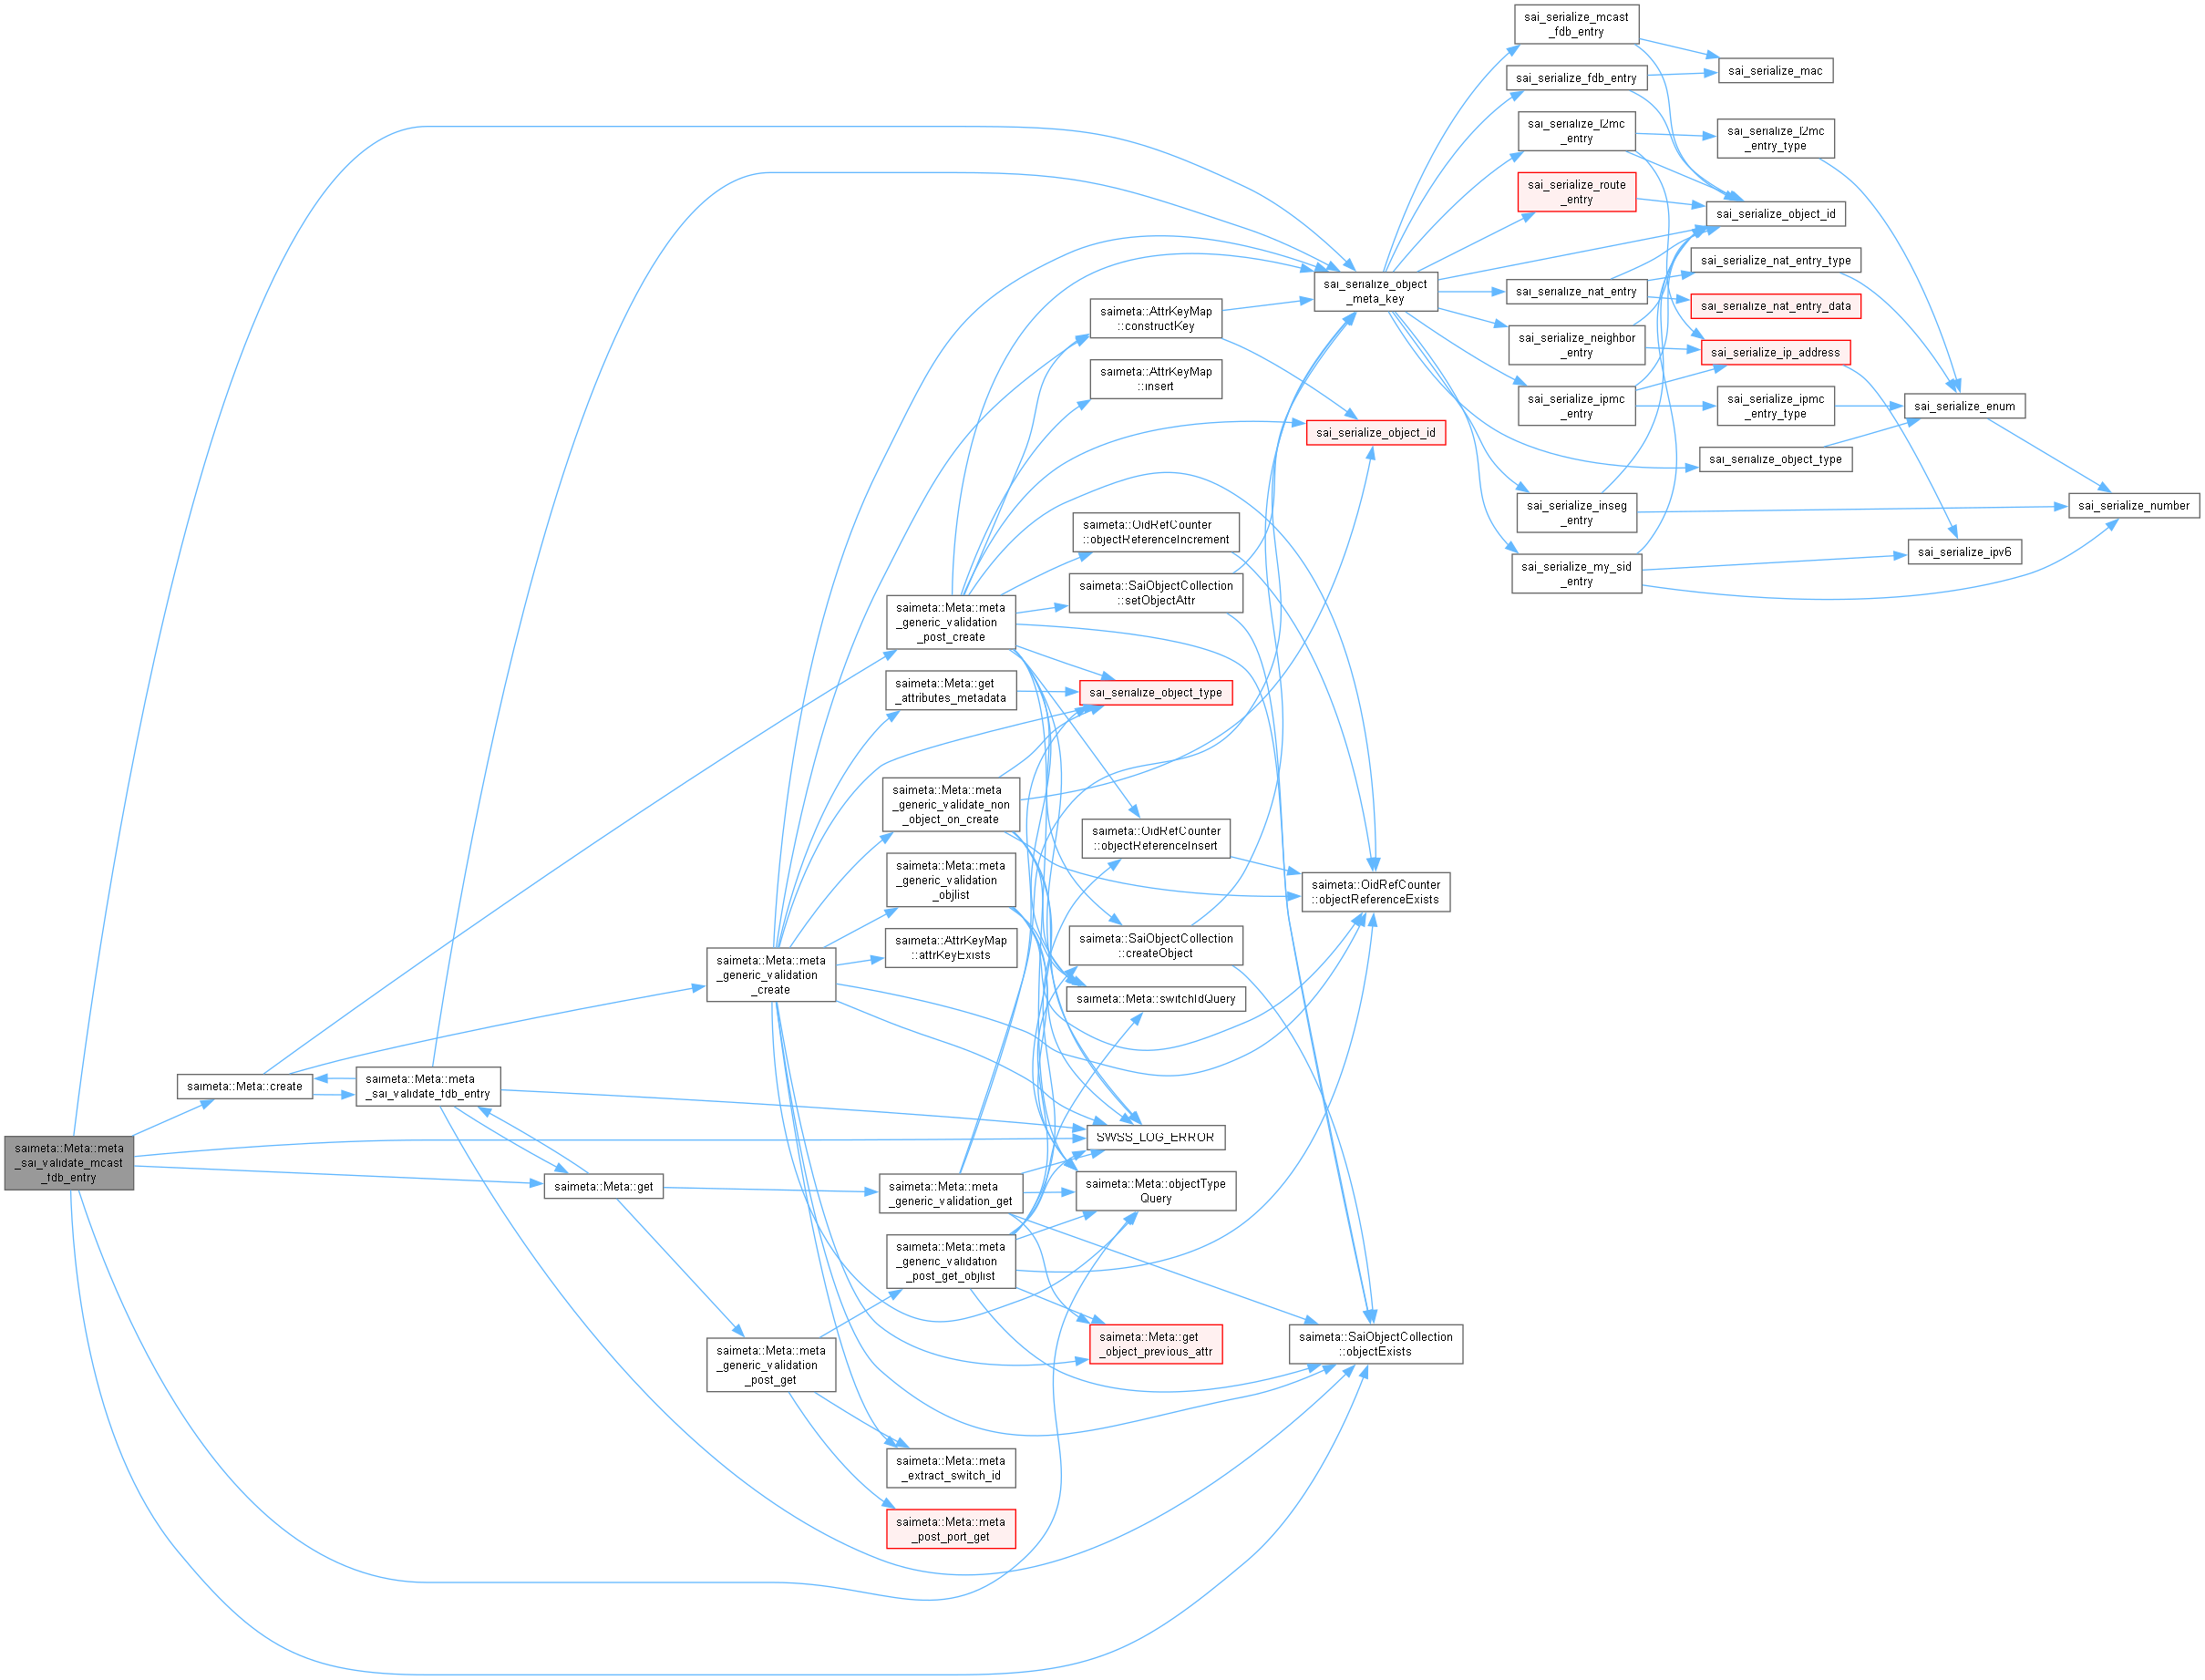 saimeta::Meta::meta
_sai_validate_mcast
_fdb_entry
saimeta::Meta::create
saimeta::Meta::meta
_sai_validate_fdb_entry
saimeta::Meta::get
saimeta::Meta::meta
_generic_validation
_create
saimeta::Meta::meta
_generic_validation
_post_get
saimeta::Meta::meta
_generic_validation
_post_create
saimeta::Meta::get
_attributes_metadata
saimeta::Meta::meta
_generic_validate_non
_object_on_create
saimeta::Meta::meta
_generic_validation
_objlist
saimeta::AttrKeyMap
::attrKeyExists
saimeta::Meta::meta
_generic_validation_get
saimeta::Meta::meta
_generic_validation
_post_get_objlist
saimeta::Meta::meta
_extract_switch_id
saimeta::Meta::meta
_post_port_get
saimeta::AttrKeyMap
::constructKey
saimeta::AttrKeyMap
::insert
saimeta::OidRefCounter
::objectReferenceIncrement
saimeta::SaiObjectCollection
::setObjectAttr
sai_serialize_object_type
saimeta::OidRefCounter
::objectReferenceInsert
saimeta::SaiObjectCollection
::createObject
saimeta::Meta::switchIdQuery
SWSS_LOG_ERROR
saimeta::Meta::objectType
Query
saimeta::Meta::get
_object_previous_attr
sai_serialize_object
_meta_key
sai_serialize_object_id
saimeta::OidRefCounter
::objectReferenceExists
saimeta::SaiObjectCollection
::objectExists
sai_serialize_mcast
_fdb_entry
sai_serialize_fdb_entry
sai_serialize_l2mc
_entry
sai_serialize_route
_entry
sai_serialize_nat_entry
sai_serialize_neighbor
_entry
sai_serialize_ipmc
_entry
sai_serialize_inseg
_entry
sai_serialize_my_sid
_entry
sai_serialize_mac
sai_serialize_l2mc
_entry_type
sai_serialize_object_id
sai_serialize_nat_entry_type
sai_serialize_nat_entry_data
sai_serialize_ip_address
sai_serialize_ipmc
_entry_type
sai_serialize_object_type
sai_serialize_enum
sai_serialize_ipv6
sai_serialize_number